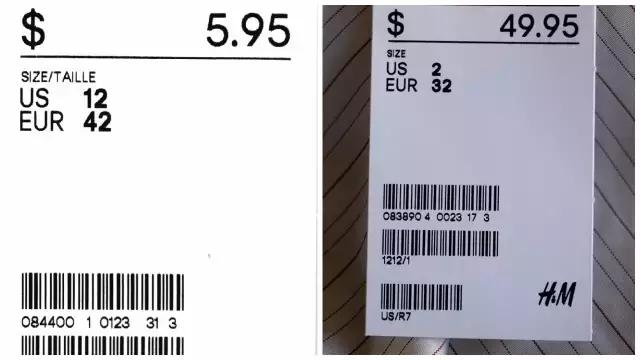 $ 5.95
SIZE/TAILLE
US 12
EUR 42
084400 1 0123 31 3
$ 49.95
SIZE
US 2
EUR 32
083890 4 0023 17 3
1212/1
H&M
US/R7